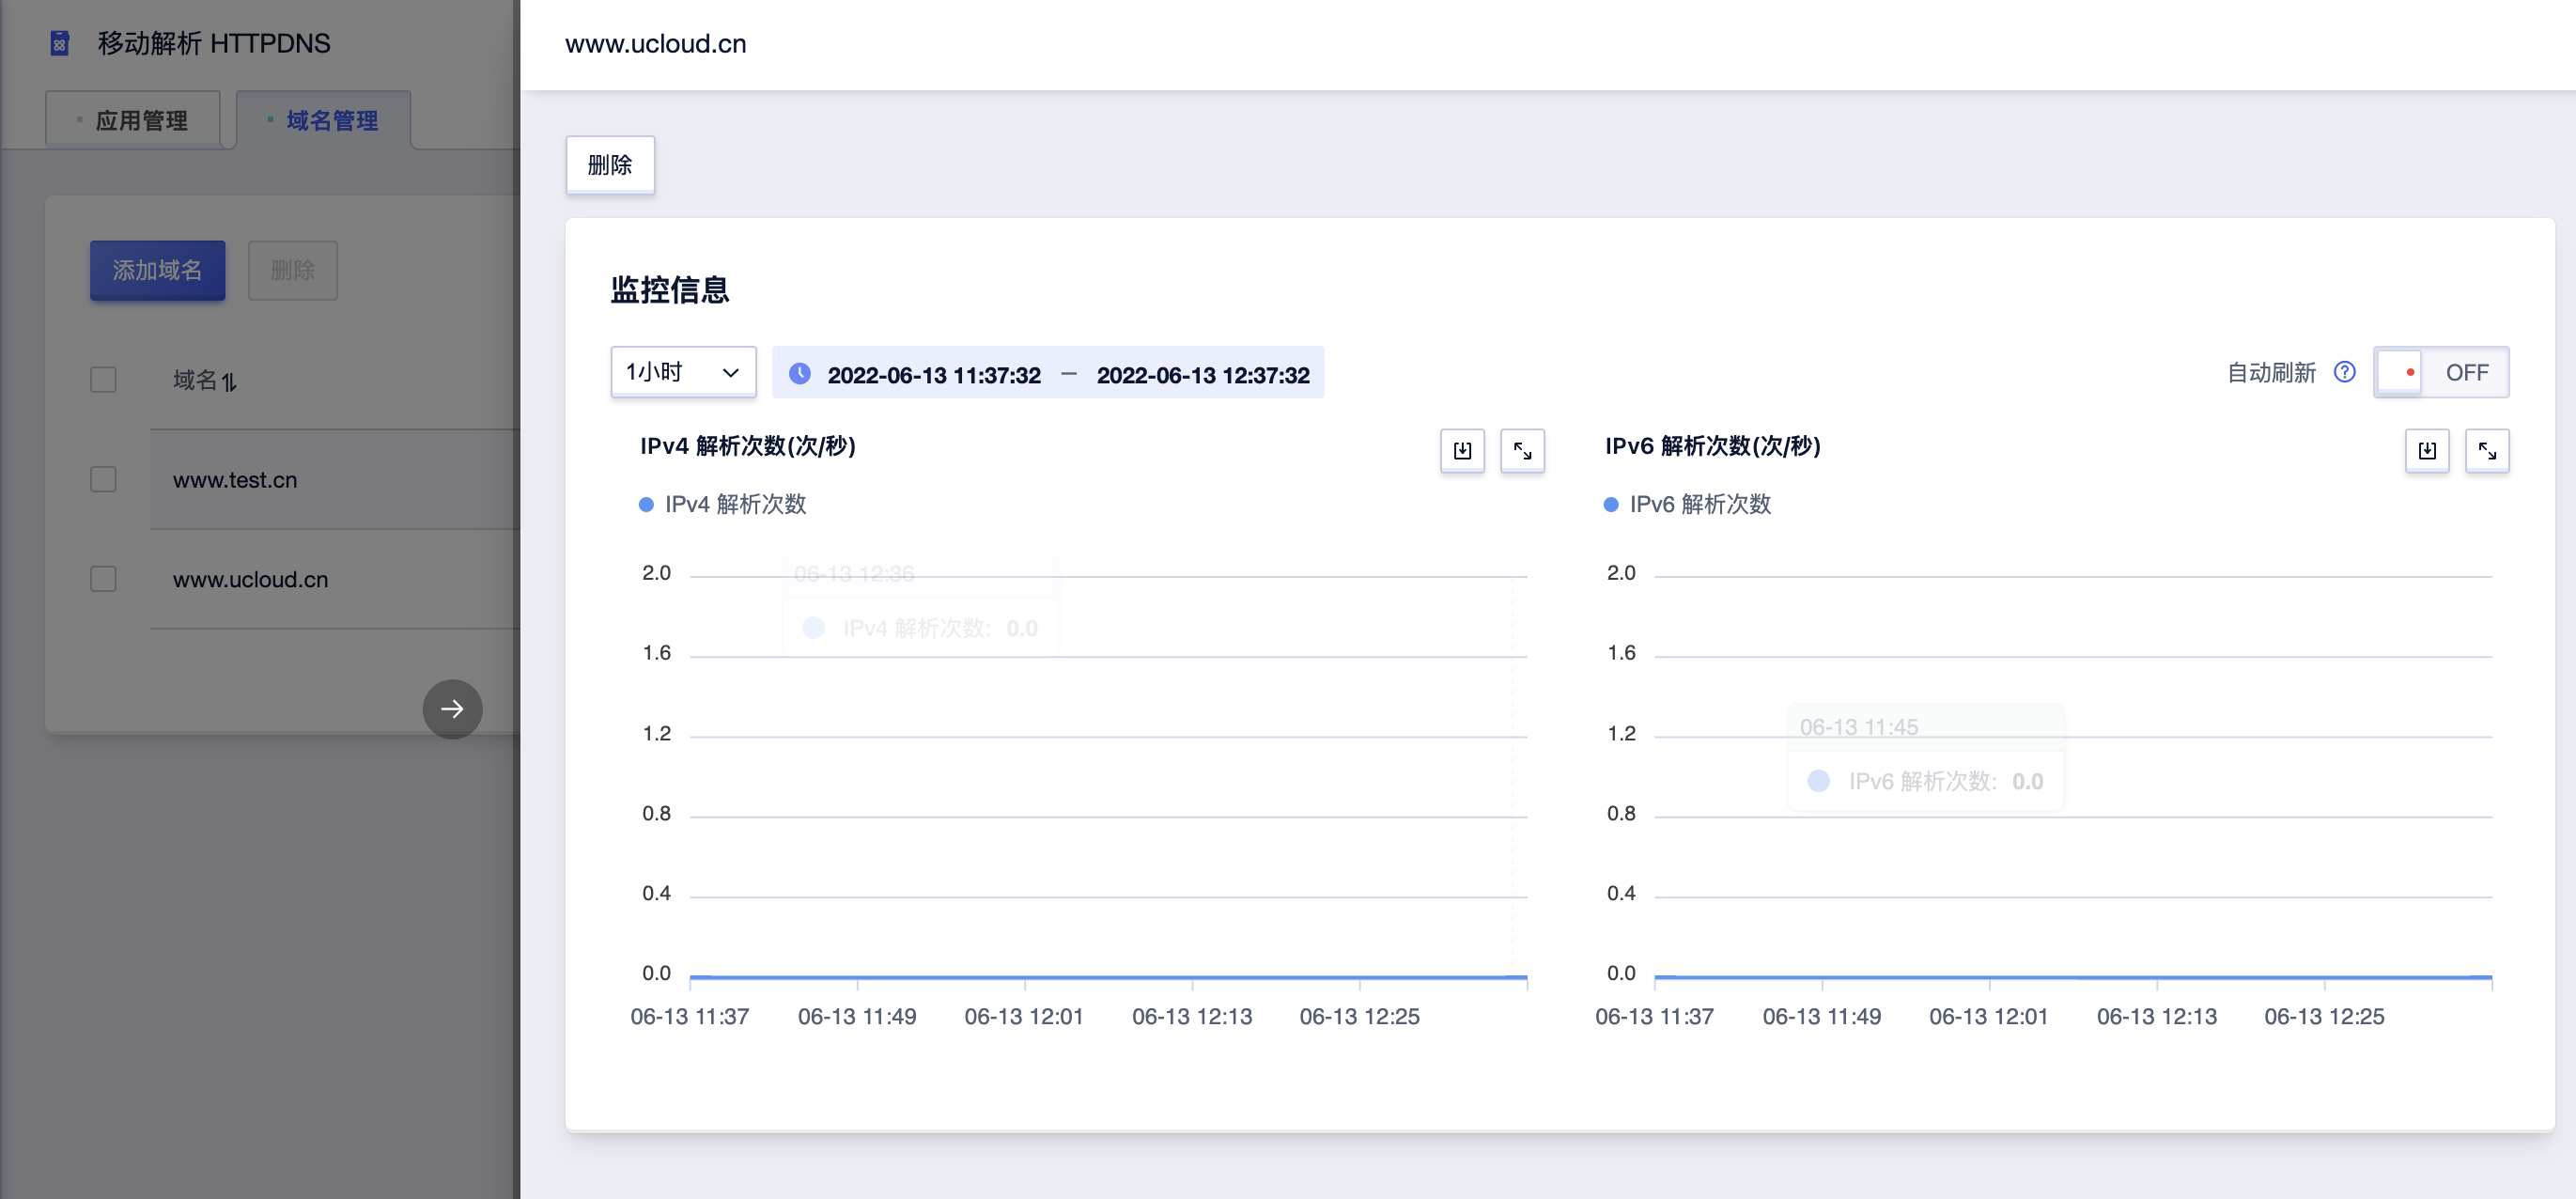 移动解析 HTTPDNS
应用管理
域名管理
添加域名
删除
域名
www.test.cn
www.ucloud.cn
www.ucloud.cn
删除
监控信息
1小时
2022-06-13 11:37:32 — 2022-06-13 12:37:32
自动刷新
OFF
IPv4 解析次数(次/秒)
IPv4 解析次数
2.0
1.6
1.2
0.8
0.4
0.0
06-13 12:36
IPv4 解析次数: 0.0
06-13 11:37 06-13 11:49 06-13 12:01 06-13 12:13 06-13 12:25
IPv6 解析次数(次/秒)
IPv6 解析次数
2.0
1.6
1.2
0.8
0.4
0.0
06-13 11:45
IPv6 解析次数: 0.0
06-13 11:37 06-13 11:49 06-13 12:01 06-13 12:13 06-13 12:25